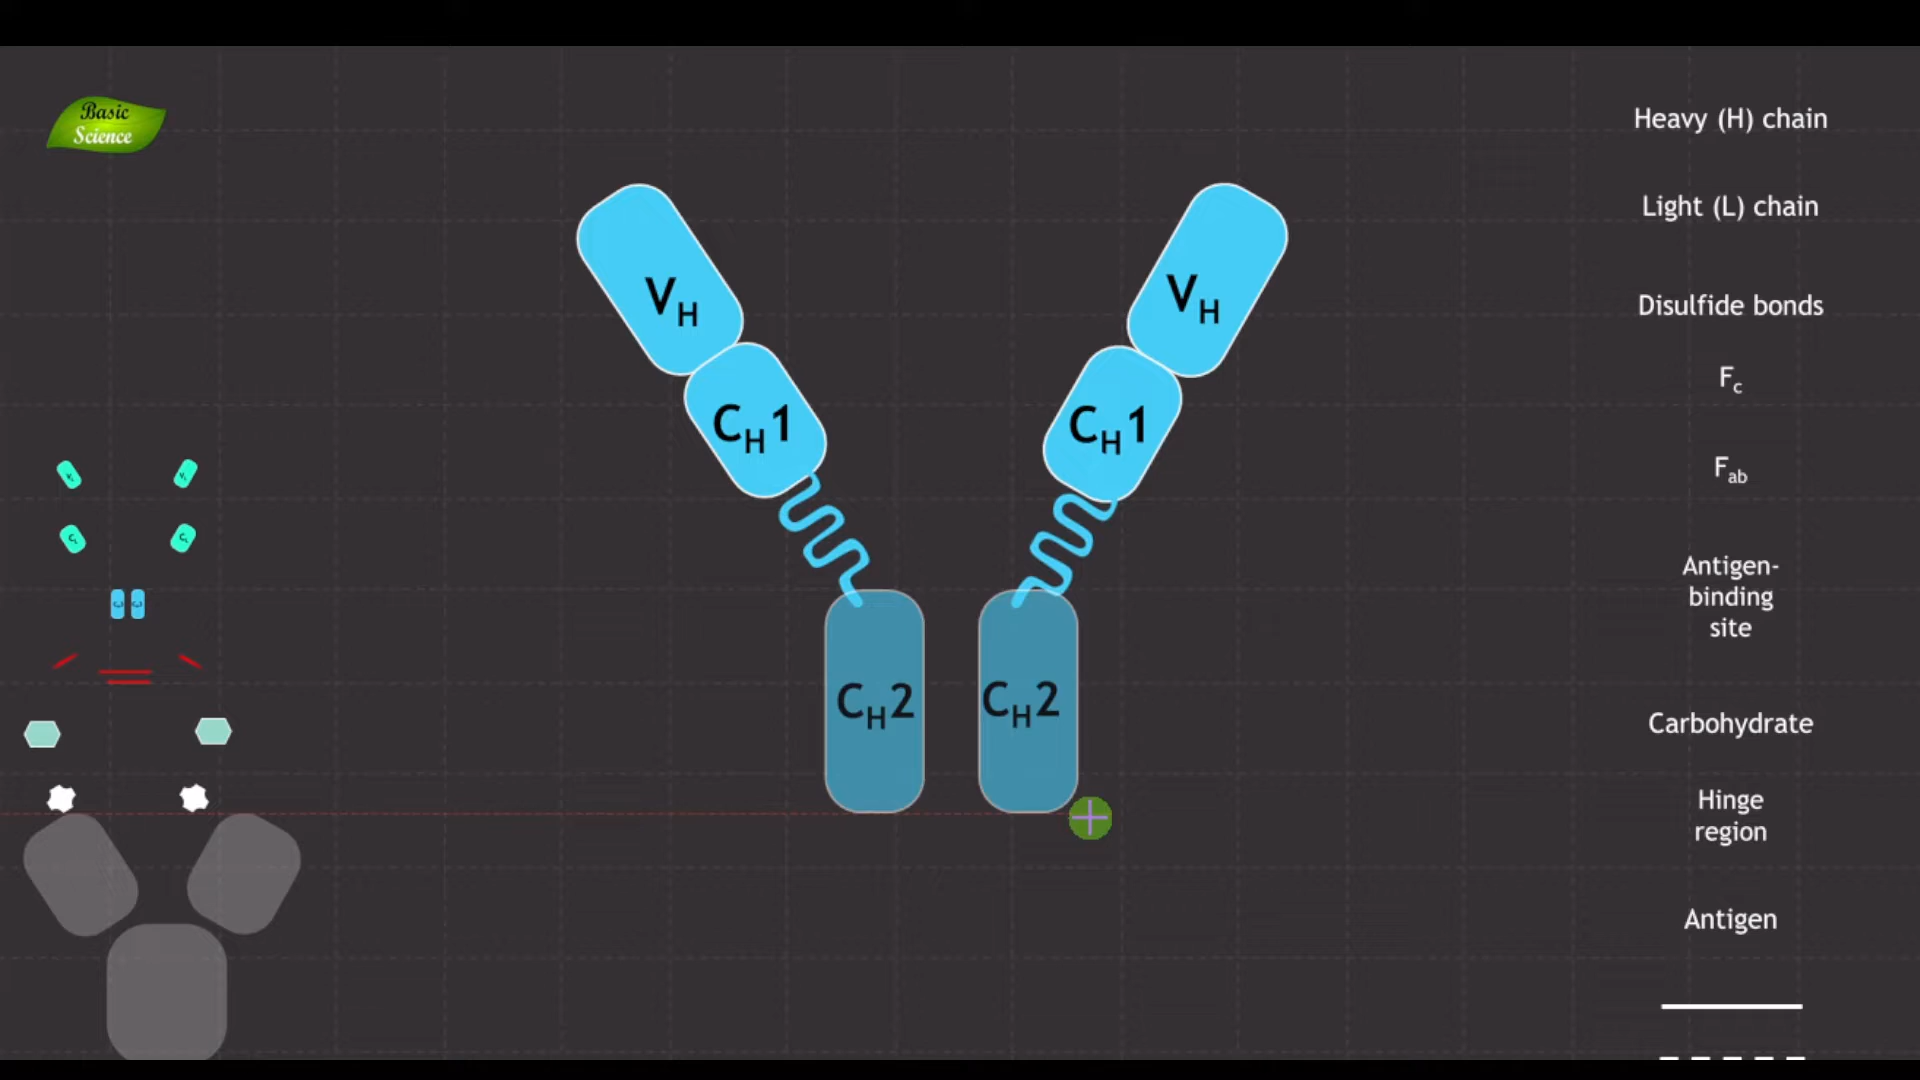 Basic
Science
Heavy (H) chain
Light (L) chain
Disulfide bonds
Fc
Fab
Antigen-
binding
site
Carbohydrate
Hinge
region
Antigen
VH
VH
CH1
CH1
CH2
CH2